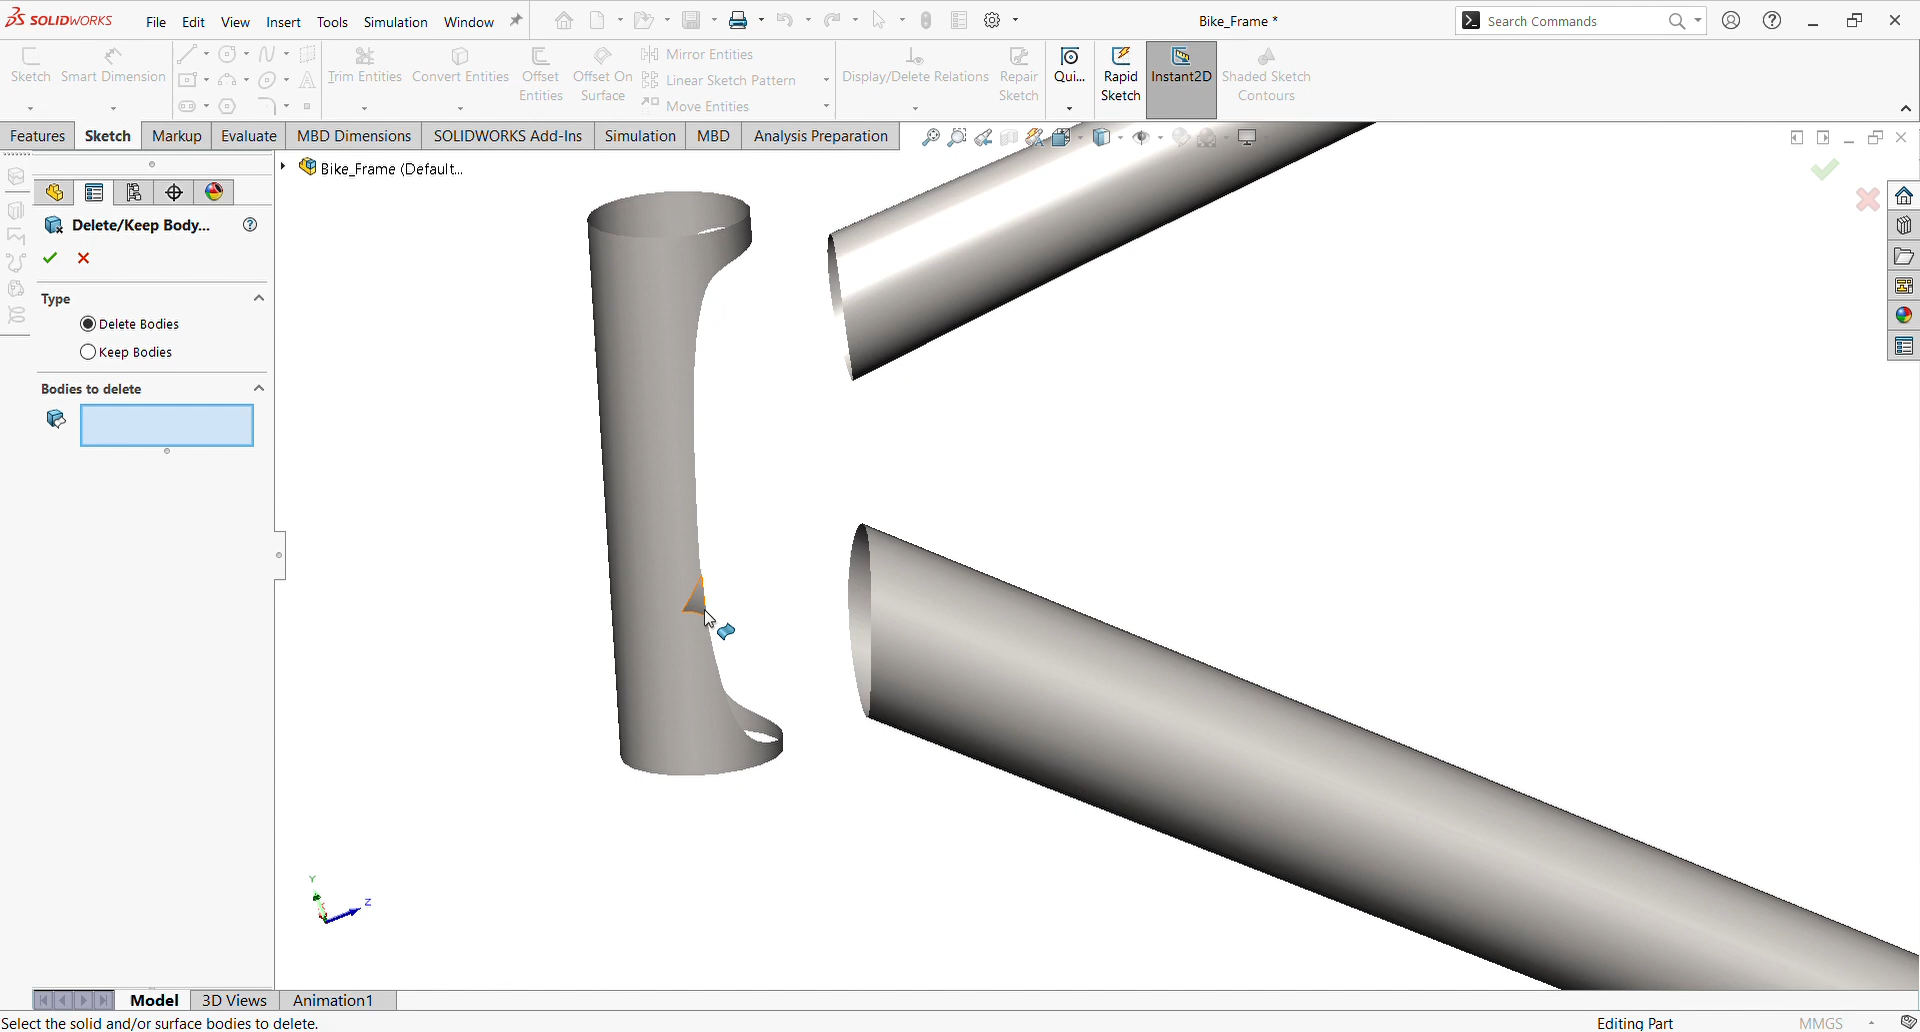 SOLIDWORKS File Edit View Insert Tools Simulation Window Bike_Frame * Search Commands
Sketch Smart Dimension Trim Entities Convert Entities Offset Entities Offset On Surface Mirror Entities
Linear Sketch Pattern
Move Entities
Display/Delete Relations Repair Sketch Qui... Rapid Sketch Instant2D Shaded Sketch Contours
Features Sketch Markup Evaluate MBD Dimensions SOLIDWORKS Add-Ins Simulation MBD Analysis Preparation
Bike_Frame (Default...
Delete/Keep Body...
Type
Delete Bodies
Keep Bodies
Bodies to delete
Y
Z
Model 3D Views Animation1
Select the solid and/or surface bodies to delete. Editing Part MMGS